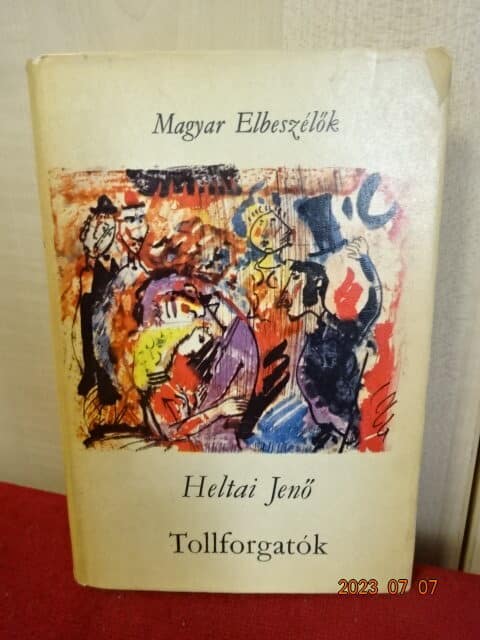 Magyar Elbeszélők
Heltai Jenő
Tollforgatók
2023 07 07